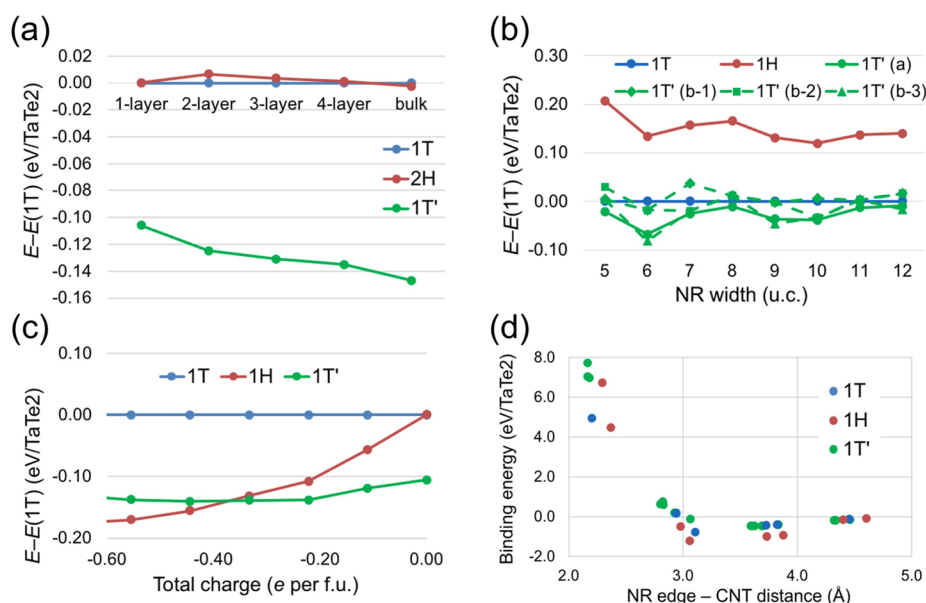 (a)
E–E(1T) (eV/TaTe2)
0.02
0.00
-0.02
-0.04
-0.06
-0.08
-0.10
-0.12
-0.14
-0.16
1-layer 2-layer 3-layer 4-layer bulk
1T
2H
1T'
(b)
E–E(1T) (eV/TaTe2)
0.30
0.20
0.10
0.00
-0.10
1T 1H 1T' (a)
1T' (b-1) 1T' (b-2) 1T' (b-3)
5 6 7 8 9 10 11 12
NR width (u.c.)
(c)
E–E(1T) (eV/TaTe2)
0.10
0.00
-0.10
-0.20
1T 1H 1T'
-0.60 -0.40 -0.20 0.00
Total charge (e per f.u.)
(d)
Binding energy (eV/TaTe2)
8.0
6.0
4.0
2.0
0.0
-2.0
1T
1H
1T'
2.0 3.0 4.0 5.0
NR edge – CNT distance (Å)